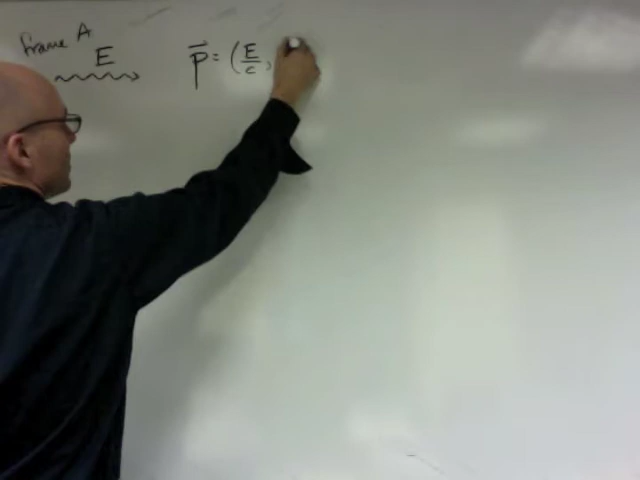 frame A
E
p⃗ = (E/c,